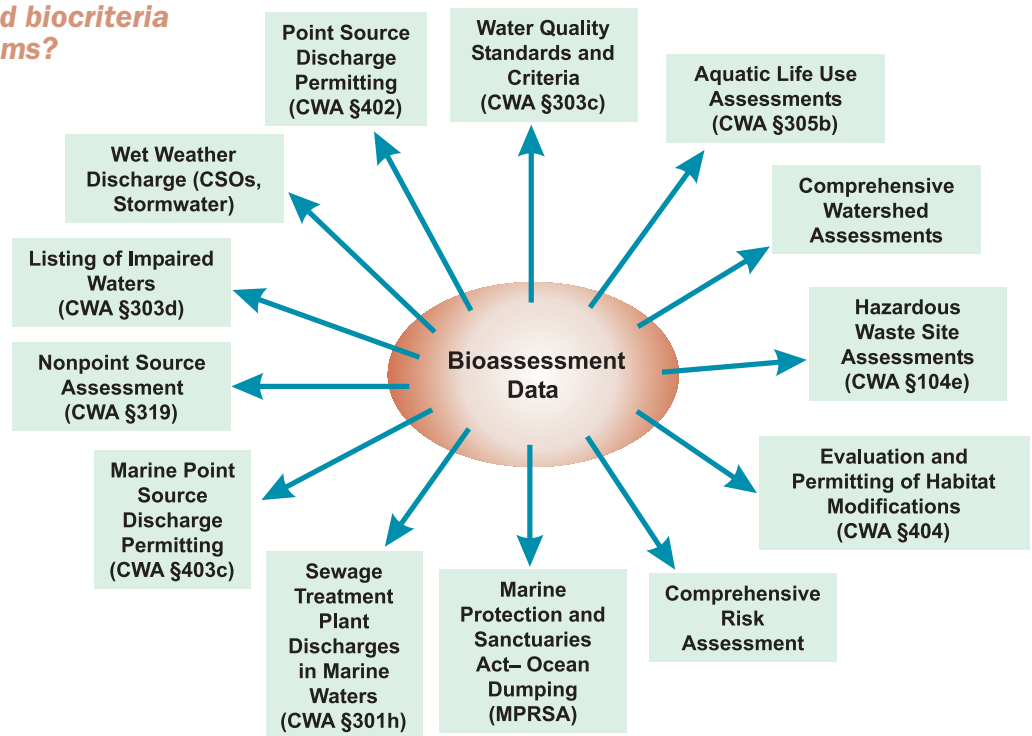 d biocriteria
ms?
Point Source
Discharge
Permitting
(CWA §402)
Water Quality
Standards and
Criteria
(CWA §303c)
Aquatic Life Use
Assessments
(CWA §305b)
Wet Weather
Discharge (CSOs,
Stormwater)
Comprehensive
Watershed
Assessments
Listing of Impaired
Waters
(CWA §303d)
Hazardous
Waste Site
Assessments
(CWA §104e)
Nonpoint Source
Assessment
(CWA §319)
Bioassessment
Data
Marine Point
Source
Discharge
Permitting
(CWA §403c)
Evaluation and
Permitting of Habitat
Modifications
(CWA §404)
Sewage
Treatment
Plant
Discharges
in Marine
Waters
(CWA §301h)
Marine
Protection and
Sanctuaries
Act– Ocean
Dumping
(MPRSA)
Comprehensive
Risk
Assessment